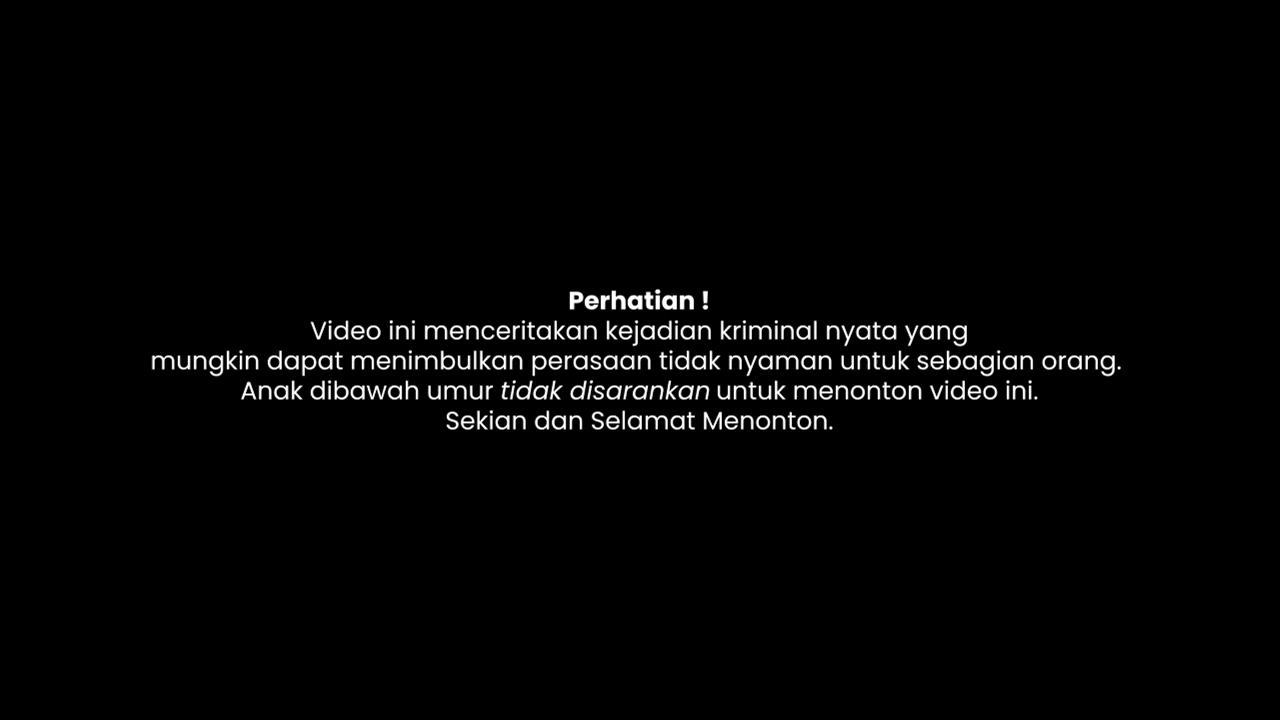 Perhatian !
Video ini menceritakan kejadian kriminal nyata yang
mungkin dapat menimbulkan perasaan tidak nyaman untuk sebagian orang.
Anak dibawah umur tidak disarankan untuk menonton video ini.
Sekian dan Selamat Menonton.